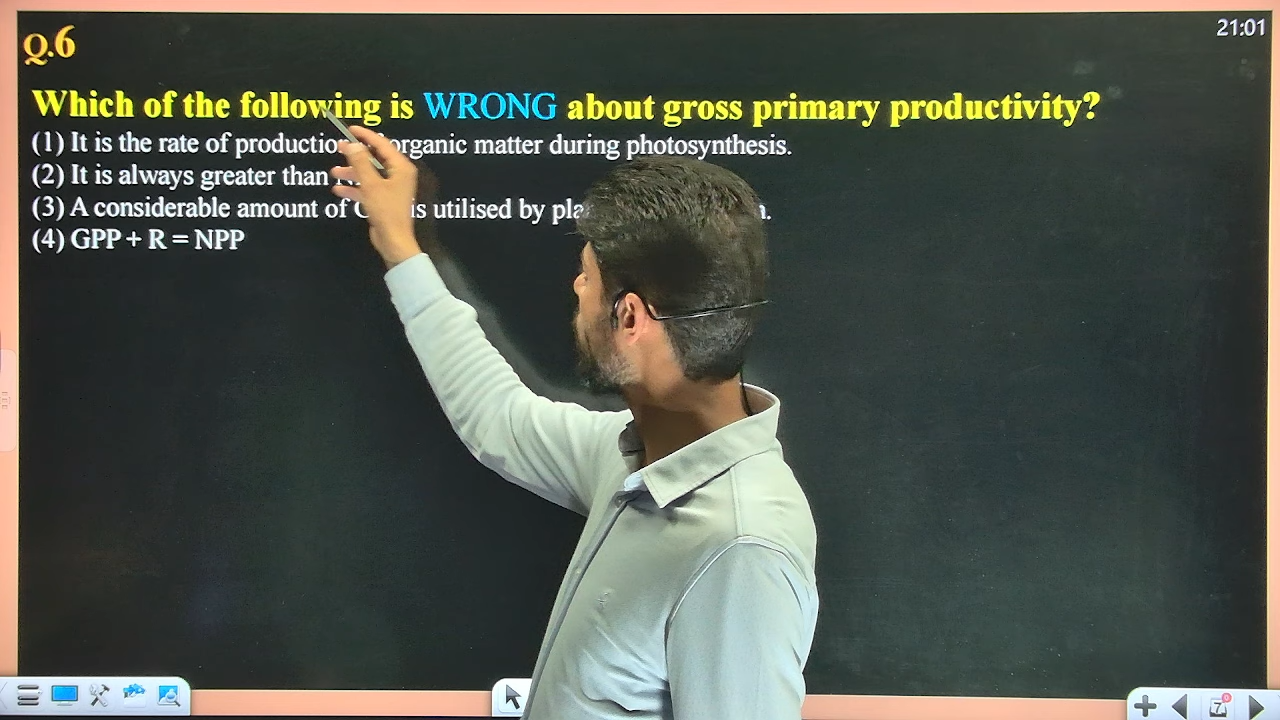 Q.6
21:01
Which of the following is WRONG about gross primary productivity?
(1) It is the rate of production organic matter during photosynthesis.
(2) It is always greater than
(3) A considerable amount of is utilised by
(4) GPP + R = NPP